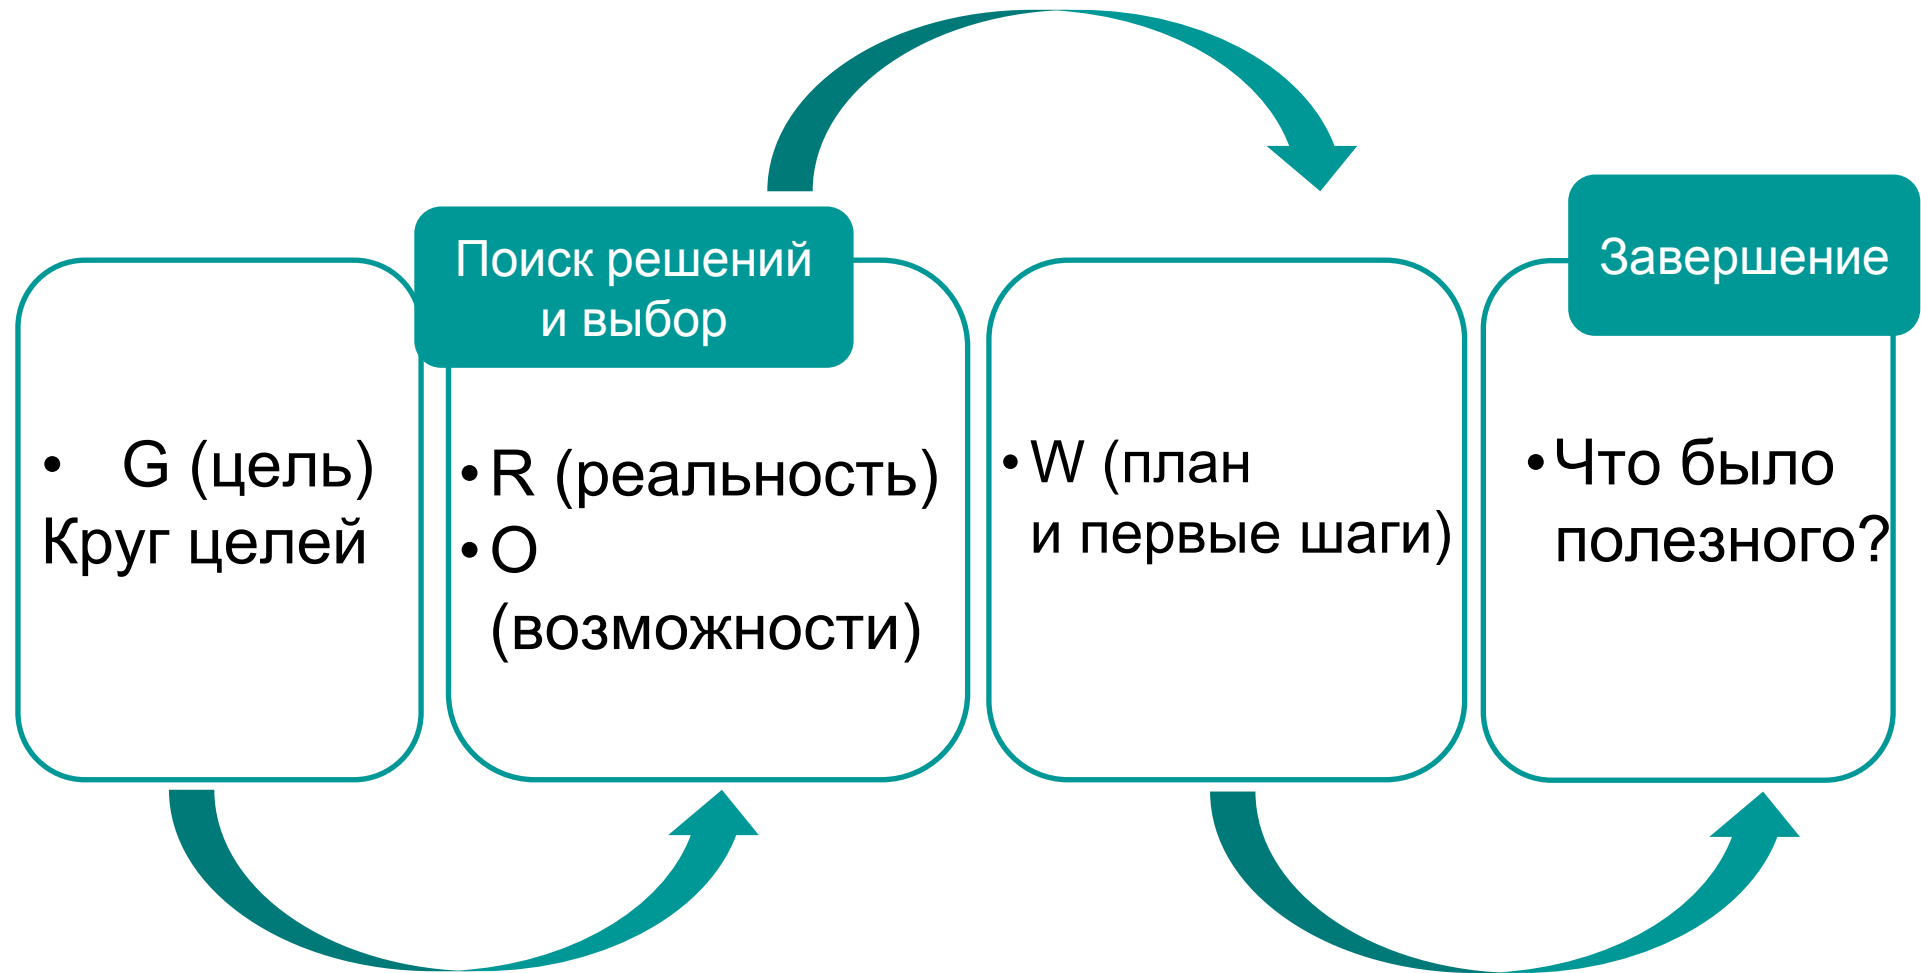 • G (цель)
Круг целей
Поиск решений
и выбор
• R (реальность)
• O
(возможности)
• W (план
и первые шаги)
Завершение
• Что было
полезного?